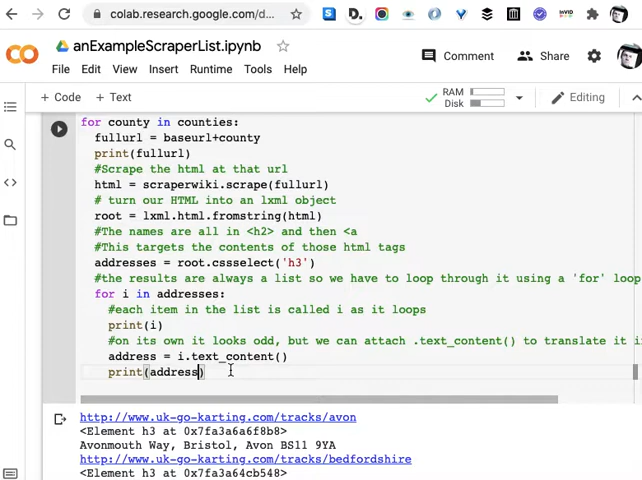 colab.research.google.com/d...
anExampleScraperList.ipynb
Comment
Share
File Edit View Insert Runtime Tools Help
+ Code + Text
RAM
Disk
Editing
for county in counties:
fullurl = baseurl+county
print(fullurl)
#Scrape the html at that url
html = scraperwiki.scrape(fullurl)
# turn our HTML into an lxml object
root = lxml.html.fromstring(html)
#The names are all in <h2> and then <a
#This targets the contents of those html tags
addresses = root.cssselect('h3')
#the results are always a list so we have to loop through it using a 'for' loop
for i in addresses:
#each item in the list is called i as it loops
print(i)
#on its own it looks odd, but we can attach .text_content() to translate it i
address = i.text_content()
print(address)
http://www.uk-go-karting.com/tracks/avon
<Element h3 at 0x7fa3a6a6f8b8>
Avonmouth Way, Bristol, Avon BS11 9YA
http://www.uk-go-karting.com/tracks/bedfordshire
<Element h3 at 0x7fa3a64cb548>